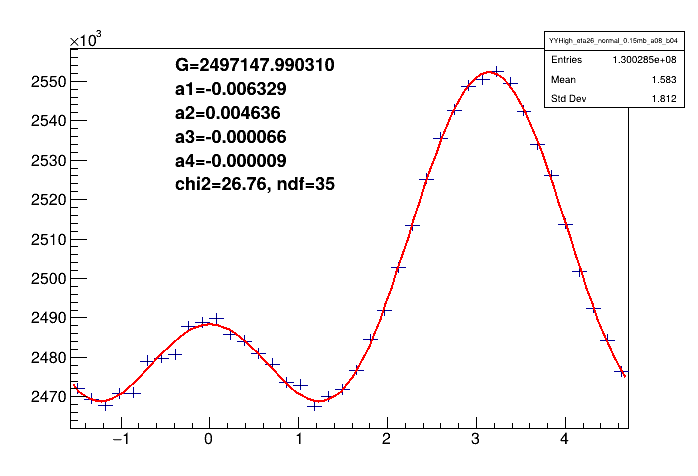 ×10³
YYHigh_eta26_normal_0.15mb_a08_b04
Entries 1.300285e+08
Mean 1.583
Std Dev 1.812
G=2497147.990310
a1=-0.006329
a2=0.004636
a3=-0.000066
a4=-0.000009
chi2=26.76, ndf=35
2550
2540
2530
2520
2510
2500
2490
2480
2470
−1 0 1 2 3 4